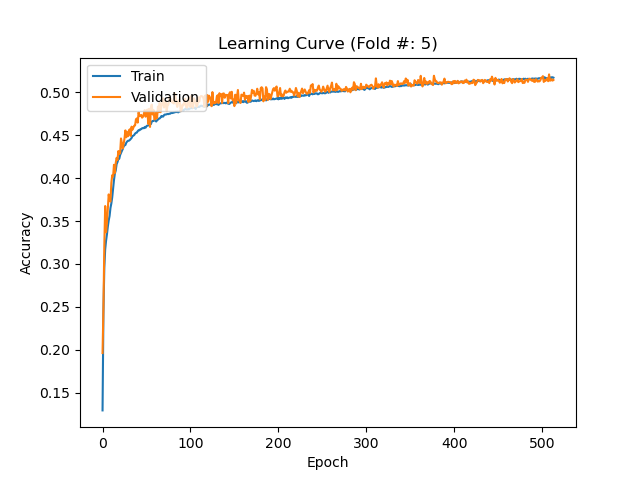 Learning Curve (Fold #: 5)
Train
Validation
Accuracy
0.50
0.45
0.40
0.35
0.30
0.25
0.20
0.15
0 100 200 300 400 500
Epoch